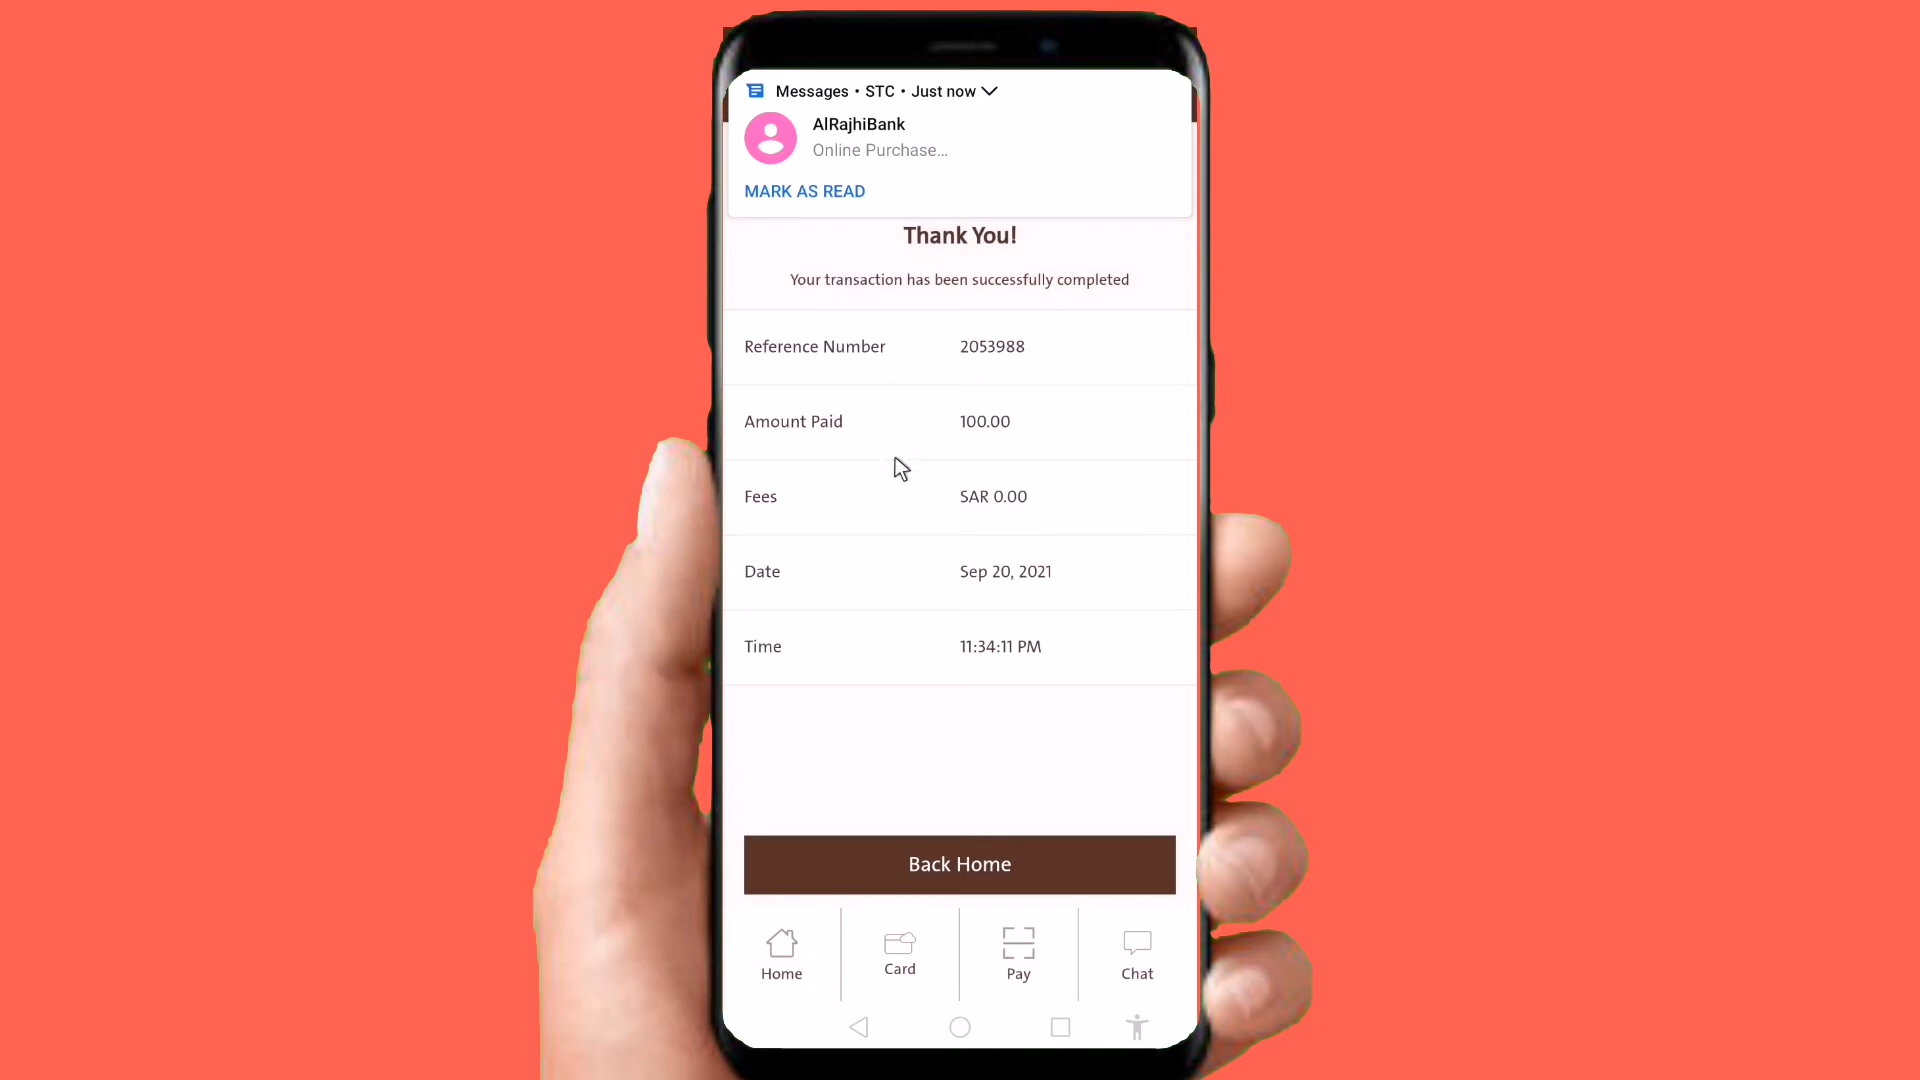 Messages • STC • Just now
AlRajhiBank
Online Purchase...
MARK AS READ
Thank You!
Your transaction has been successfully completed
Reference Number 2053988
Amount Paid 100.00
Fees SAR 0.00
Date Sep 20, 2021
Time 11:34:11 PM
Back Home
Home Card Pay Chat